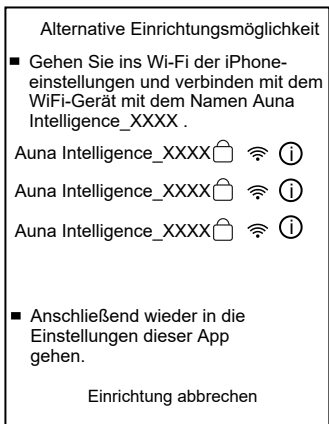 Alternative Einrichtungsmöglichkeit
Gehen Sie ins Wi-Fi der iPhone-
einstellungen und verbinden mit dem
WiFi-Gerät mit dem Namen Auna
Intelligence_XXXX .
Auna Intelligence_XXXX
Auna Intelligence_XXXX
Auna Intelligence_XXXX
Anschließend wieder in die
Einstellungen dieser App
gehen.
Einrichtung abbrechen